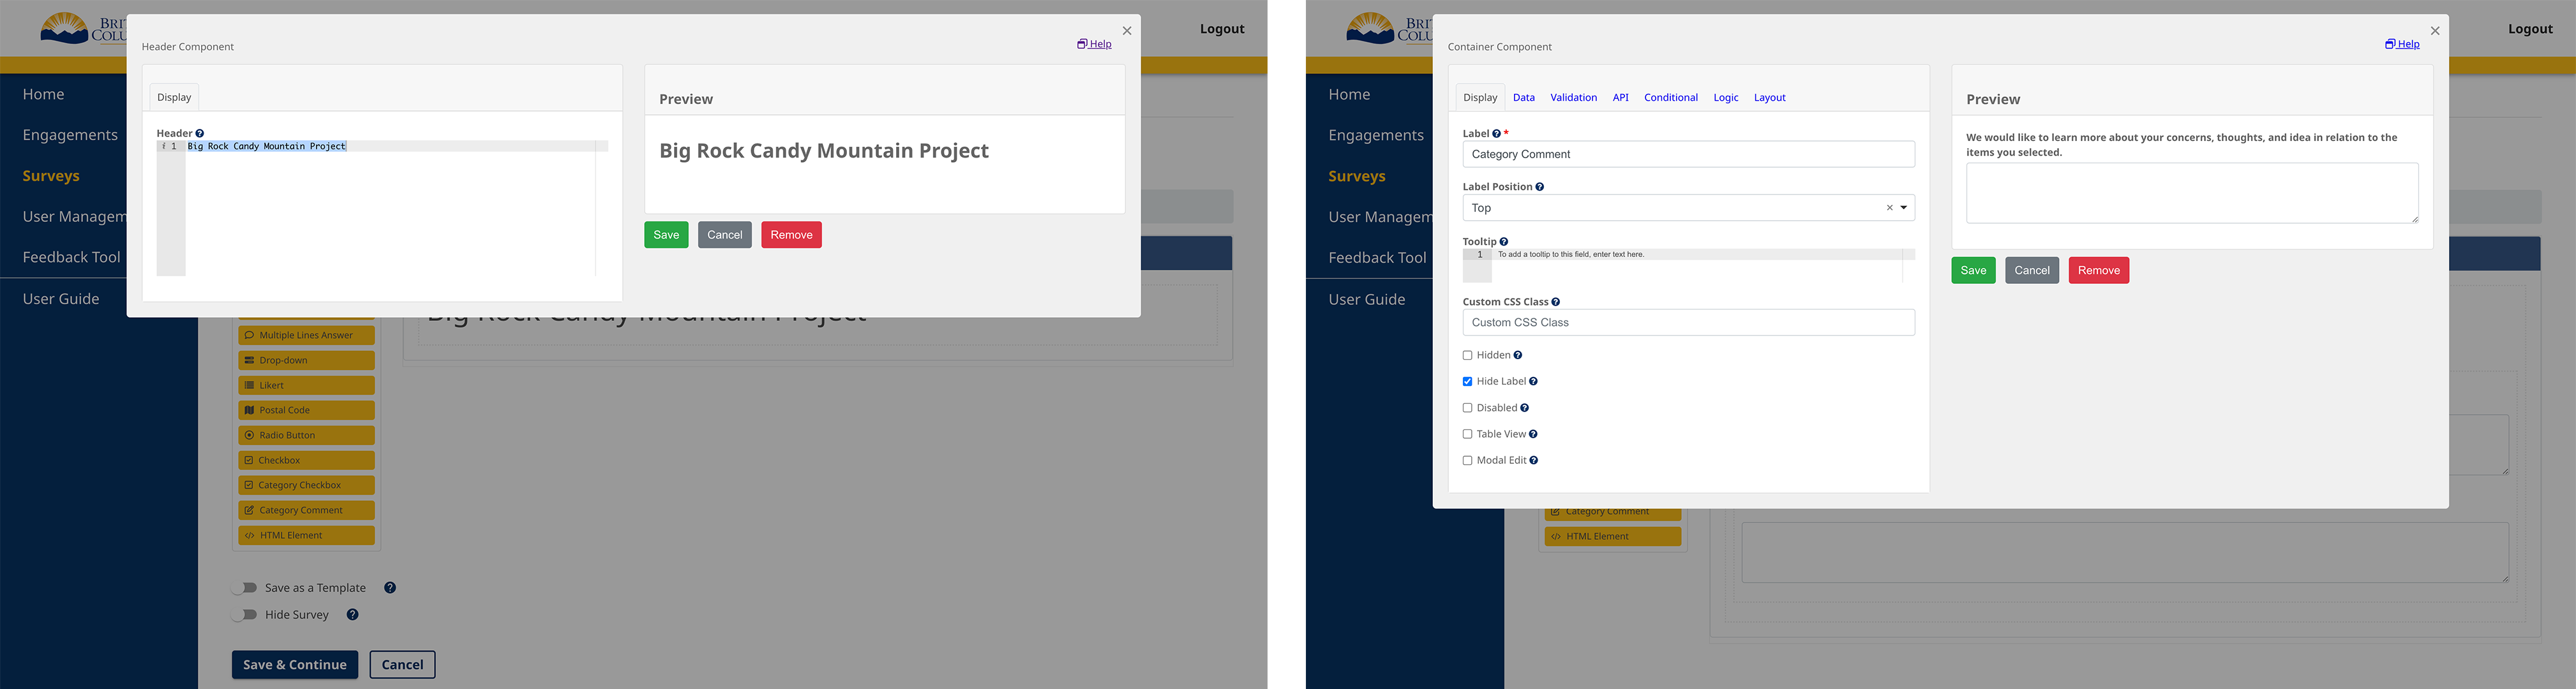 Logout
Header Component
Help
Display
Header
i 1 Big Rock Candy Mountain Project
Preview
Big Rock Candy Mountain Project
Save
Cancel
Remove
Home
Engagements
Surveys
User Managem
Feedback Tool
User Guide
Big Rock Candy Mountain Project
Multiple Lines Answer
Drop-down
Likert
Postal Code
Radio Button
Checkbox
Category Checkbox
Category Comment
HTML Element
Save as a Template
Hide Survey
Save & Continue
Cancel
Logout
Container Component
Help
Display Data Validation API Conditional Logic Layout
Label *
Category Comment
Label Position
Top
Tooltip
1 To add a tooltip to this field, enter text here.
Custom CSS Class
Custom CSS Class
Hidden
Hide Label
Disabled
Table View
Modal Edit
Preview
We would like to learn more about your concerns, thoughts, and idea in relation to the
items you selected.
Save
Cancel
Remove
Home
Engagements
Surveys
User Managem
Feedback Tool
User Guide
Category Comment
HTML Element